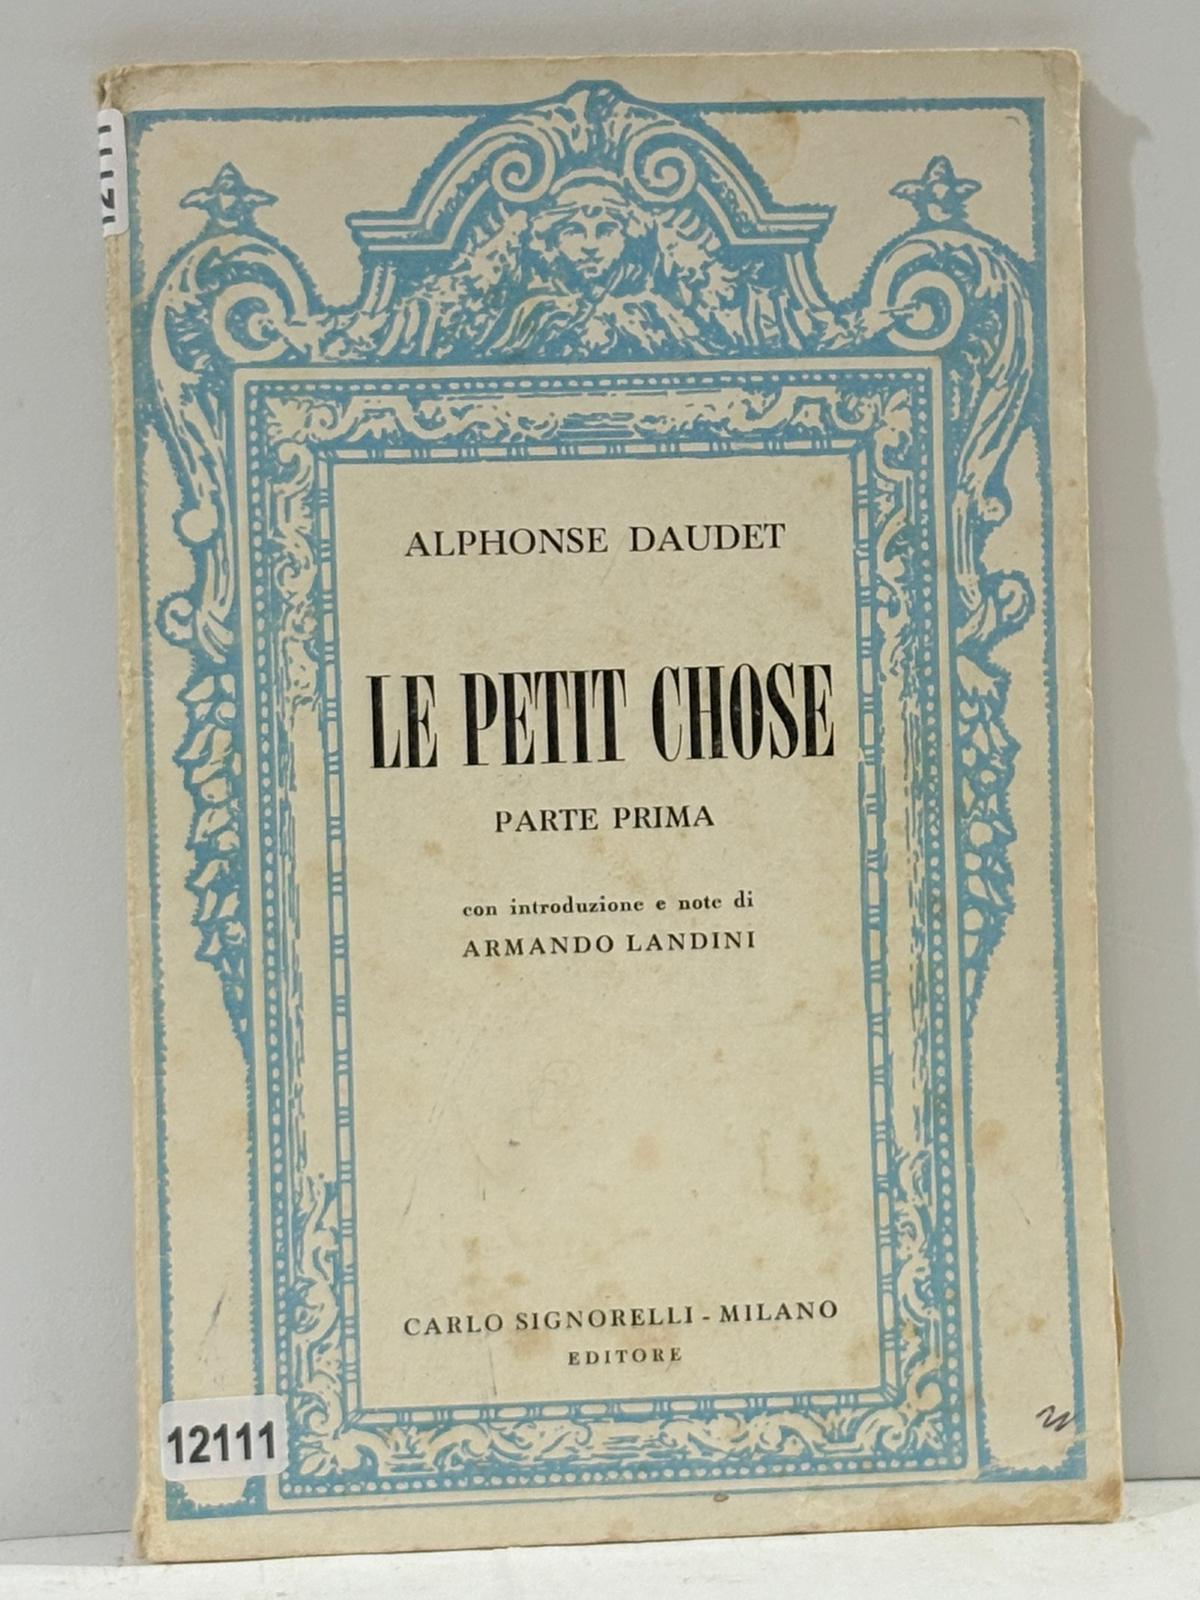 12111
ALPHONSE DAUDET
LE PETIT CHOSE
PARTE PRIMA
con introduzione e note di
ARMANDO LANDINI
CARLO SIGNORELLI - MILANO
EDITORE
12111